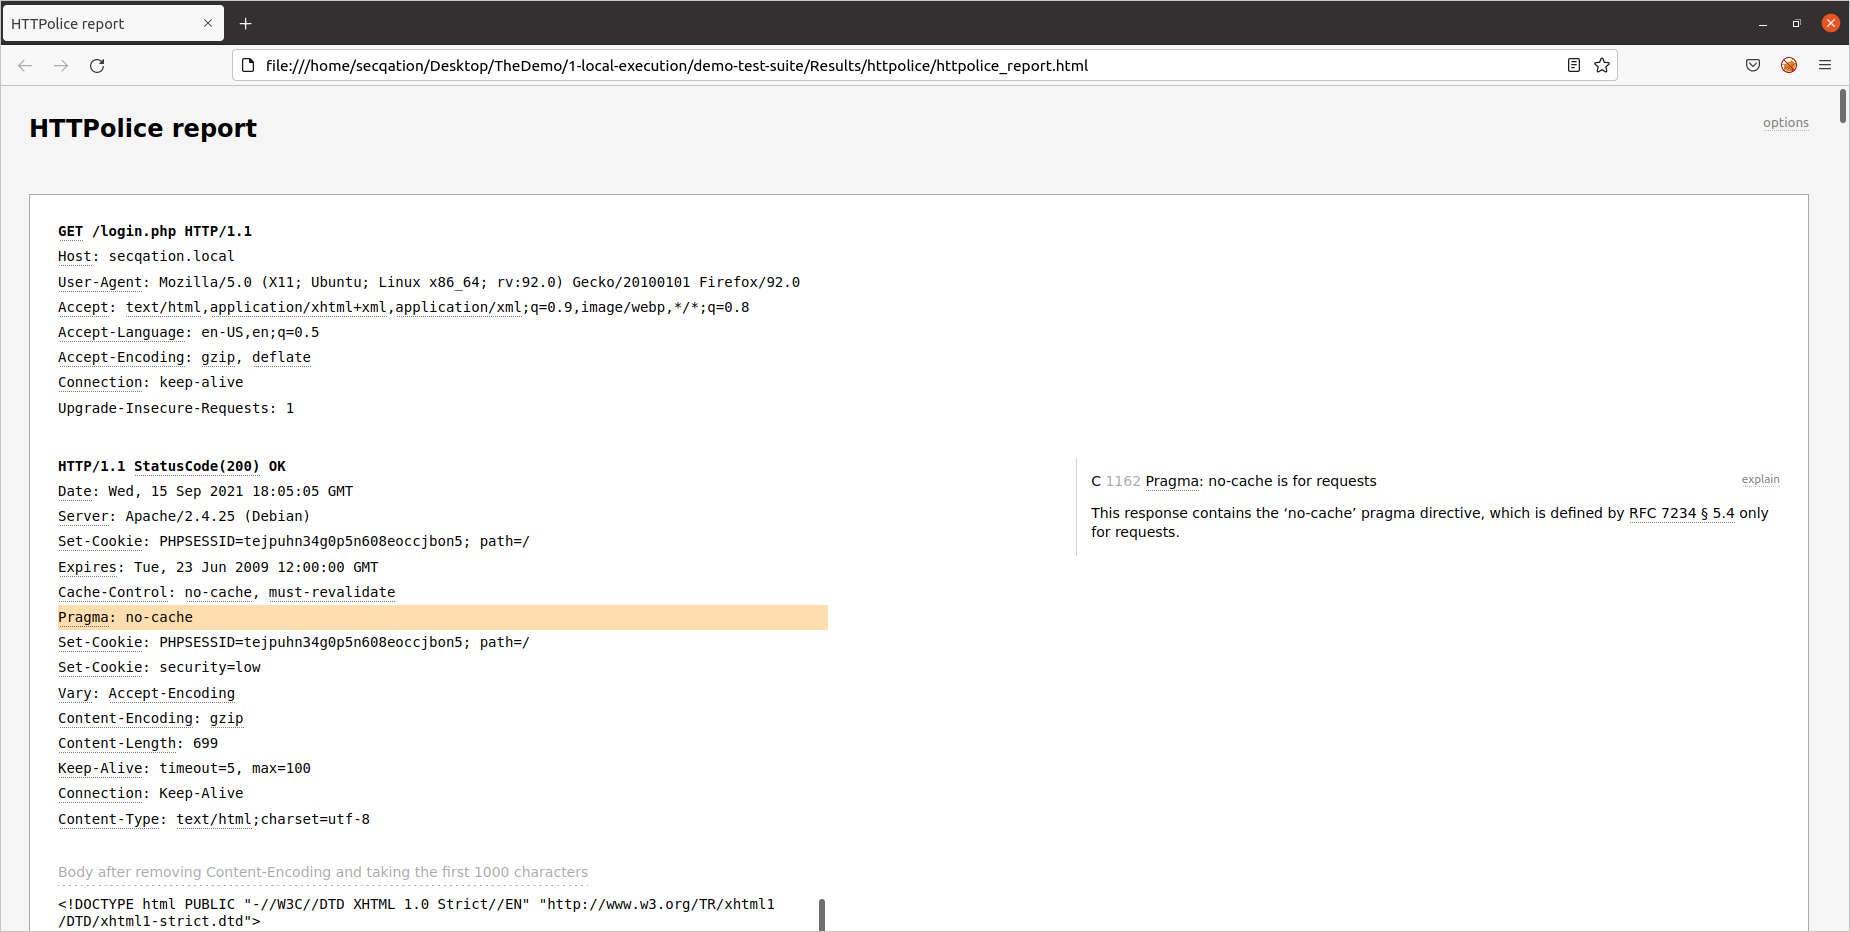 HTTPolice report
file:///home/secqation/Desktop/TheDemo/1-local-execution/demo-test-suite/Results/httpolice/httpolice_report.html
HTTPolice report
options
GET /login.php HTTP/1.1
Host: secqation.local
User-Agent: Mozilla/5.0 (X11; Ubuntu; Linux x86_64; rv:92.0) Gecko/20100101 Firefox/92.0
Accept: text/html,application/xhtml+xml,application/xml;q=0.9,image/webp,*/*;q=0.8
Accept-Language: en-US,en;q=0.5
Accept-Encoding: gzip, deflate
Connection: keep-alive
Upgrade-Insecure-Requests: 1
HTTP/1.1 StatusCode(200) OK
Date: Wed, 15 Sep 2021 18:05:05 GMT
Server: Apache/2.4.25 (Debian)
Set-Cookie: PHPSESSID=tejpuhn34g0p5n608eoccjbon5; path=/
Expires: Tue, 23 Jun 2009 12:00:00 GMT
Cache-Control: no-cache, must-revalidate
Pragma: no-cache
Set-Cookie: PHPSESSID=tejpuhn34g0p5n608eoccjbon5; path=/
Set-Cookie: security=low
Vary: Accept-Encoding
Content-Encoding: gzip
Content-Length: 699
Keep-Alive: timeout=5, max=100
Connection: Keep-Alive
Content-Type: text/html;charset=utf-8
C 1162 Pragma: no-cache is for requests
explain
This response contains the ‘no-cache’ pragma directive, which is defined by RFC 7234 § 5.4 only
for requests.
Body after removing Content-Encoding and taking the first 1000 characters
<!DOCTYPE html PUBLIC "-//W3C//DTD XHTML 1.0 Strict//EN" "http://www.w3.org/TR/xhtml1
/DTD/xhtml1-strict.dtd">